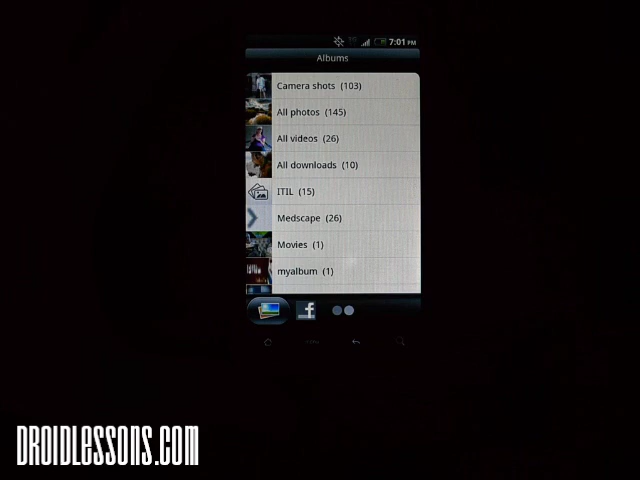 7:01 PM
Albums
Camera shots (103)
All photos (145)
All videos (26)
All downloads (10)
ITIL (15)
Medscape (26)
Movies (1)
myalbum (1)
f
DROIDLESSONS.COM